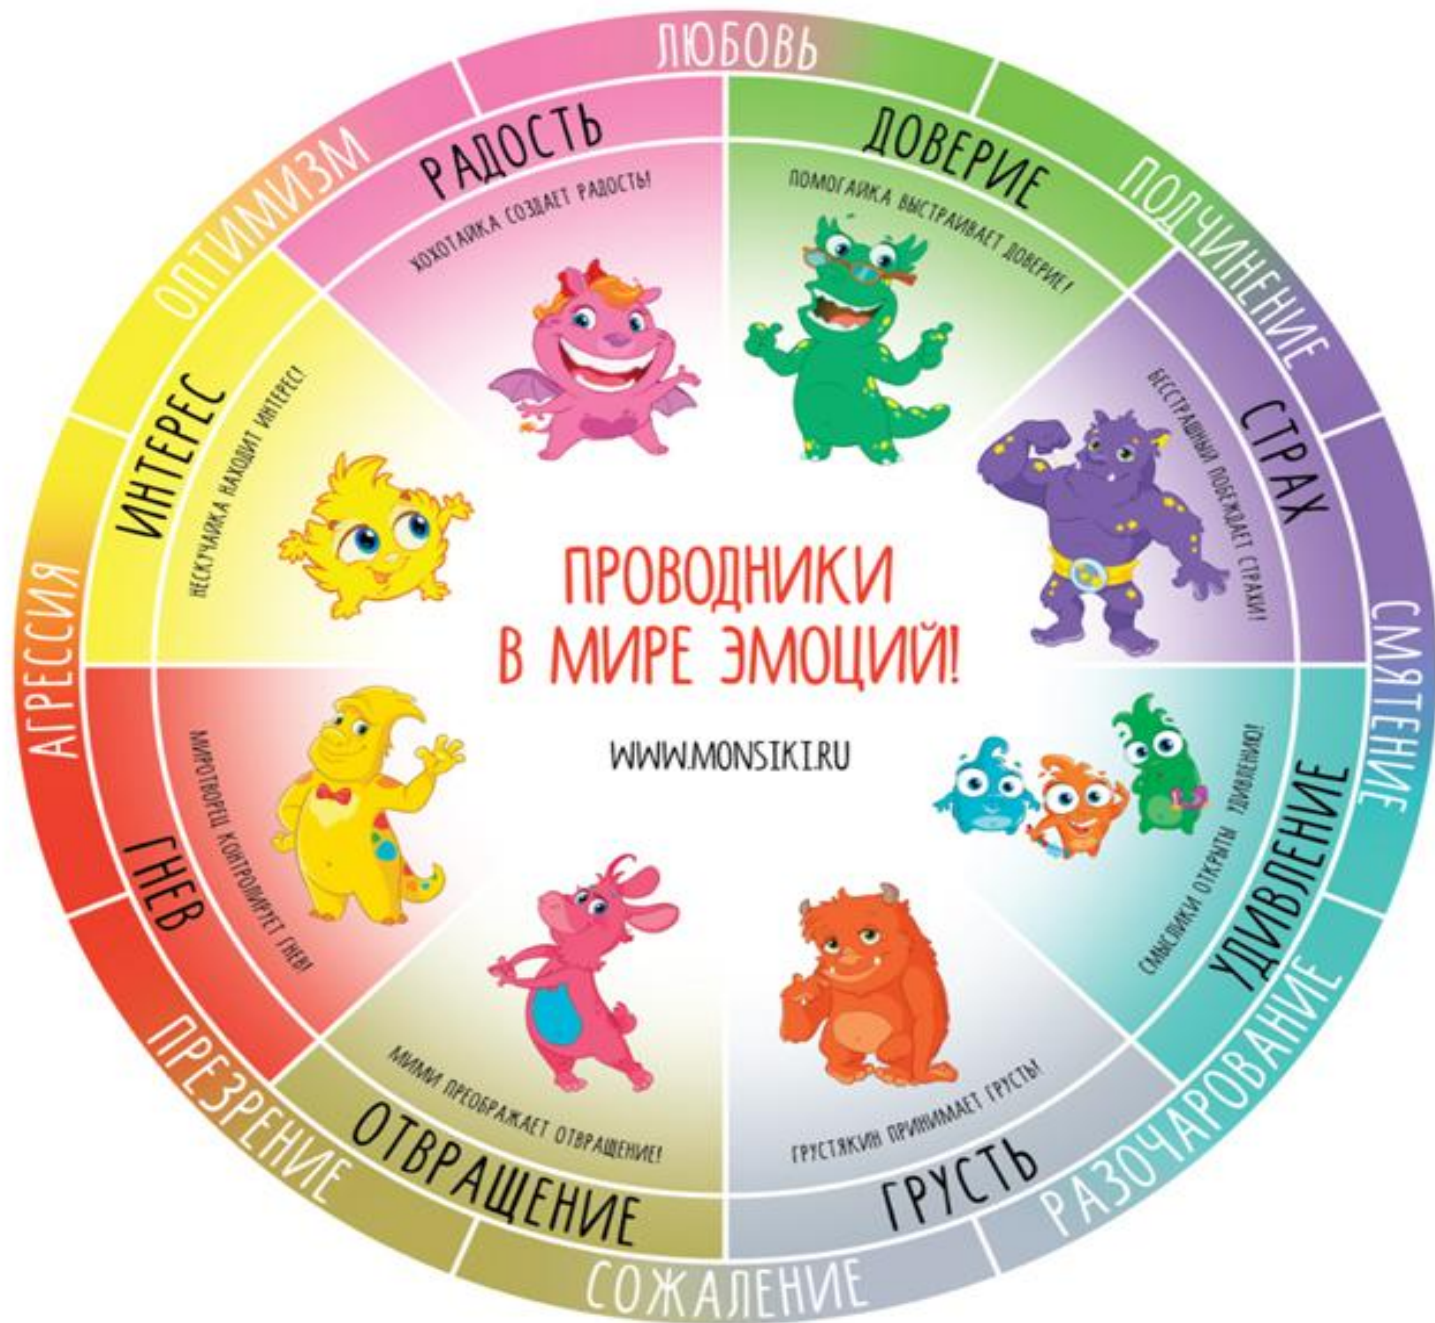 ЛЮБОВЬ
ПОДЧИНЕНИЕ
СМЯТЕНИЕ
РАЗОЧАРОВАНИЕ
СОЖАЛЕНИЕ
ПРЕЗРЕНИЕ
АГРЕССИЯ
ОПТИМИЗМ
РАДОСТЬ
ХОХОТАЙКА СОЗДАЕТ РАДОСТЬ!
ДОВЕРИЕ
ПОМОГАЙКА ВЫСТРАИВАЕТ ДОВЕРИЕ!
СТРАХ
БЕССТРАШНЫЙ ПОБЕЖДАЕТ СТРАХИ!
УДИВЛЕНИЕ
СМЫСЛИКИ ОТКРЫТЫ УДИВЛЕНИЮ!
ГРУСТЬ
ГРУСТЯКИН ПРИНИМАЕТ ГРУСТЬ!
ОТВРАЩЕНИЕ
МИМИ ПРЕОБРАЖАЕТ ОТВРАЩЕНИЕ!
ГНЕВ
МИРОТВОРЕЦ КОНТРОЛИРУЕТ ГНЕВ!
ИНТЕРЕС
НЕСКУЧАЙКА НАХОДИТ ИНТЕРЕС!
ПРОВОДНИКИ
В МИРЕ ЭМОЦИЙ!
WWW.MONSIKI.RU